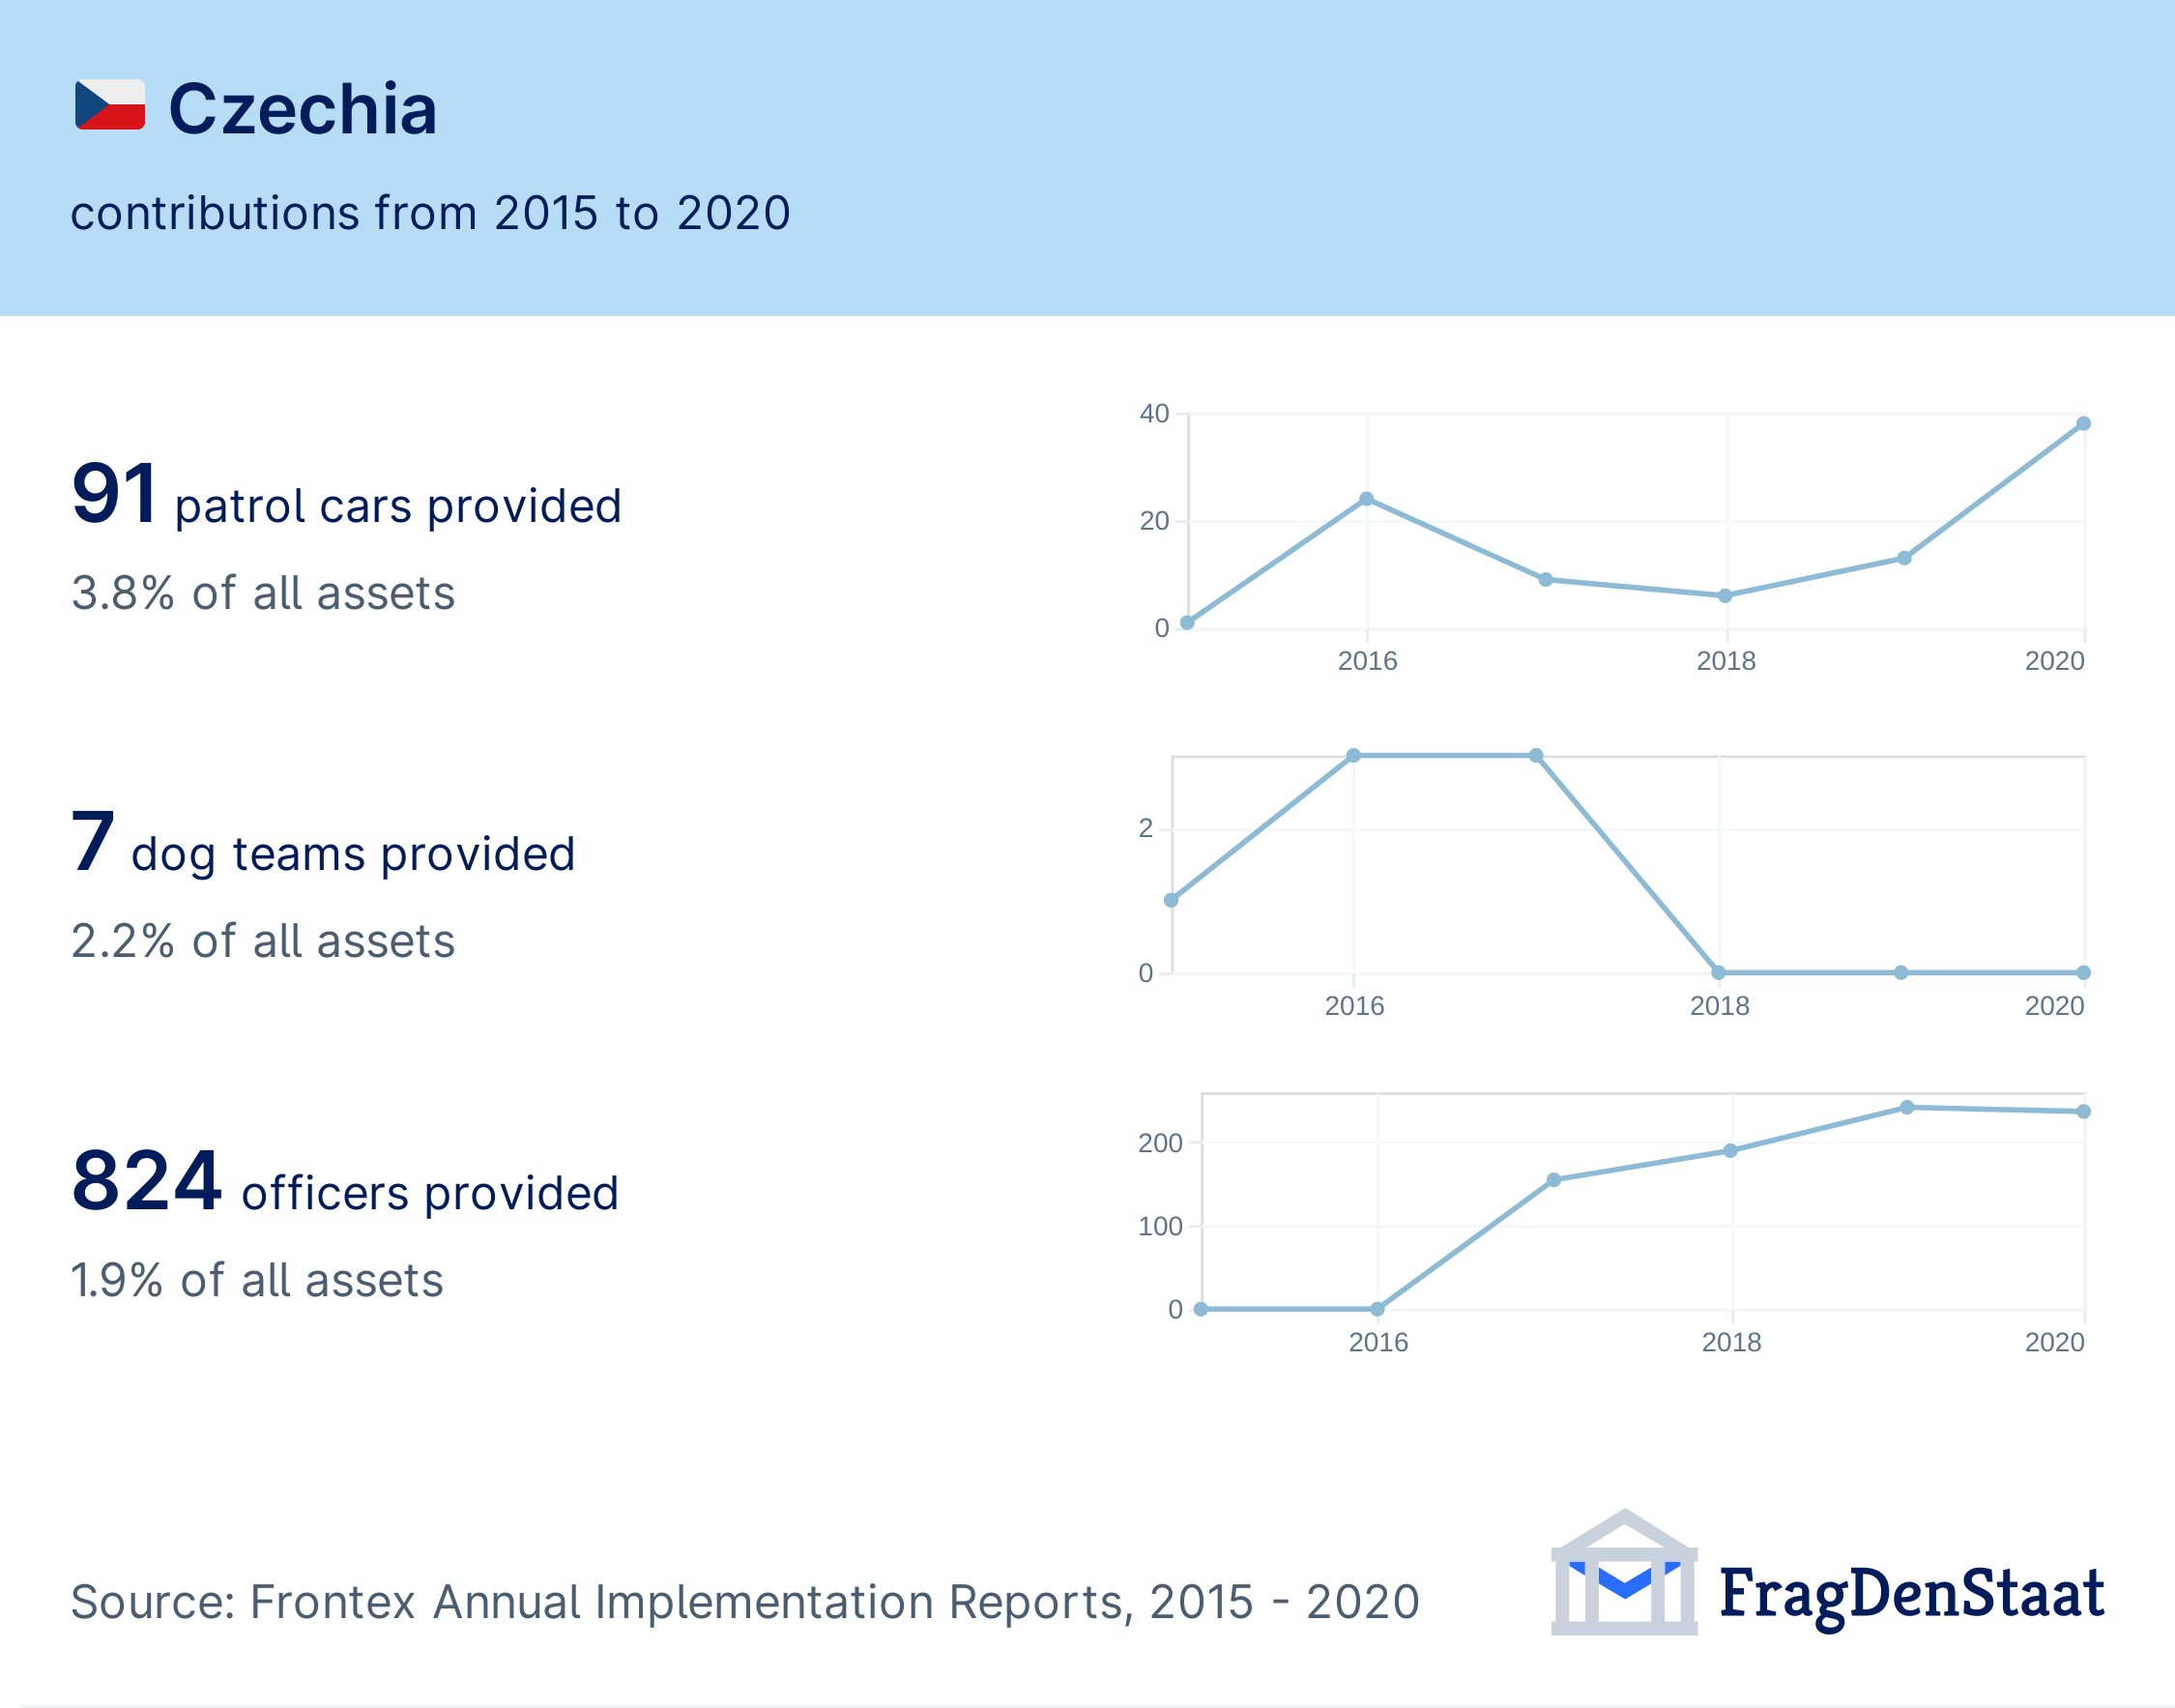 Czechia
contributions from 2015 to 2020
91 patrol cars provided
3.8% of all assets
40
20
0
2016 2018 2020
7 dog teams provided
2.2% of all assets
2
0
2016 2018 2020
824 officers provided
1.9% of all assets
200
100
0
2016 2018 2020
Source: Frontex Annual Implementation Reports, 2015 - 2020
FragDenStaat